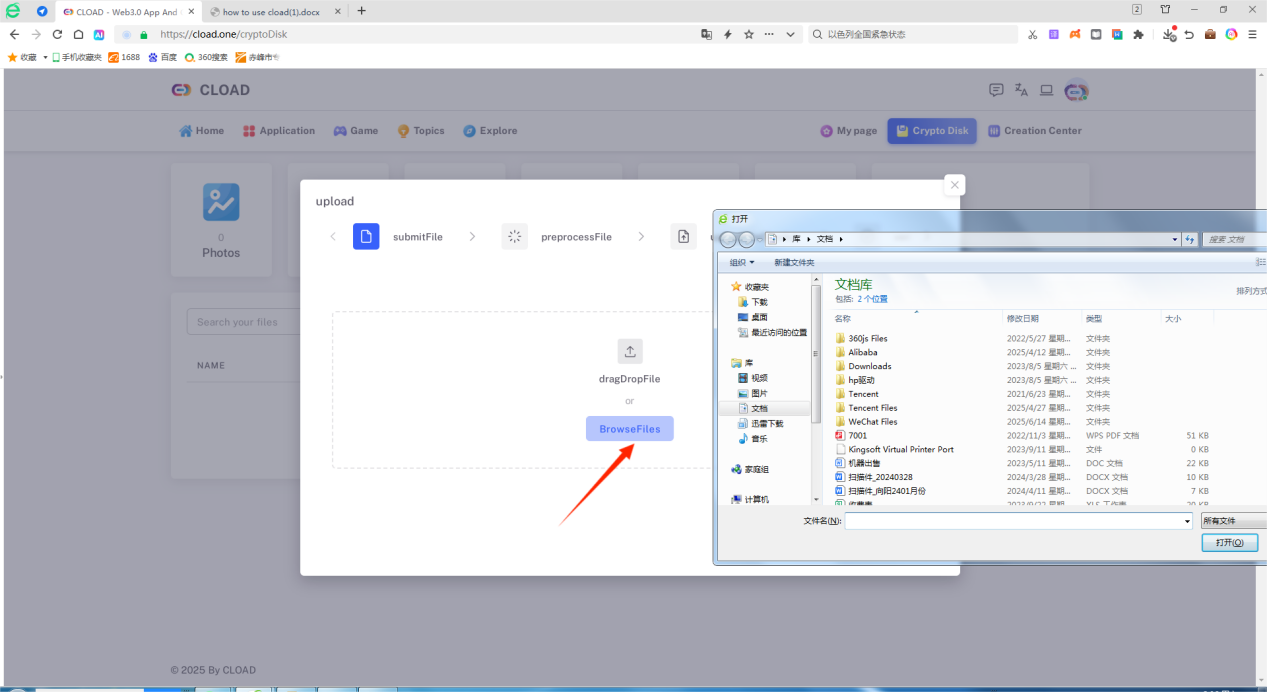 CLOAD - Web3.0 App And
how to use cload(1).docx
2
https://cload.one/cryptoDisk
以色列全国紧急状态
收藏
手机收藏夹
1688
百度
360搜索
赤峰市
CLOAD
Home
Application
Game
Topics
Explore
My page
Crypto Disk
Creation Center
0
Photos
Search your files
NAME
upload
submitFile
preprocessFile
dragDropFile
or
BrowseFiles
打开
库
文档
搜索 文档
组织
新建文件夹
收藏夹
下载
桌面
最近访问的位置
库
视频
图片
文档
迅雷下载
音乐
家庭组
计算机
文档库
包括: 2 个位置
排列方式
名称 修改日期 类型 大小
360js Files 2022/5/27 星期... 文件夹
Alibaba 2025/4/12 星期... 文件夹
Downloads 2023/8/5 星期六 ... 文件夹
hp驱动 2023/8/5 星期六 ... 文件夹
Tencent 2021/6/23 星期... 文件夹
Tencent Files 2025/4/27 星期... 文件夹
WeChat Files 2025/6/14 星期... 文件夹
7001 2022/11/3 星期... WPS PDF 文档 51 KB
Kingsoft Virtual Printer Port 2023/9/11 星期... 文件 0 KB
机器出售 2023/5/11 星期... DOC 文档 22 KB
扫描件_20240328 2024/3/28 星期... DOCX 文档 10 KB
扫描件_向阳2401月份 2024/4/11 星期... DOCX 文档 7 KB
文件名(N):
所有文件
打开(O)
© 2025 By CLOAD